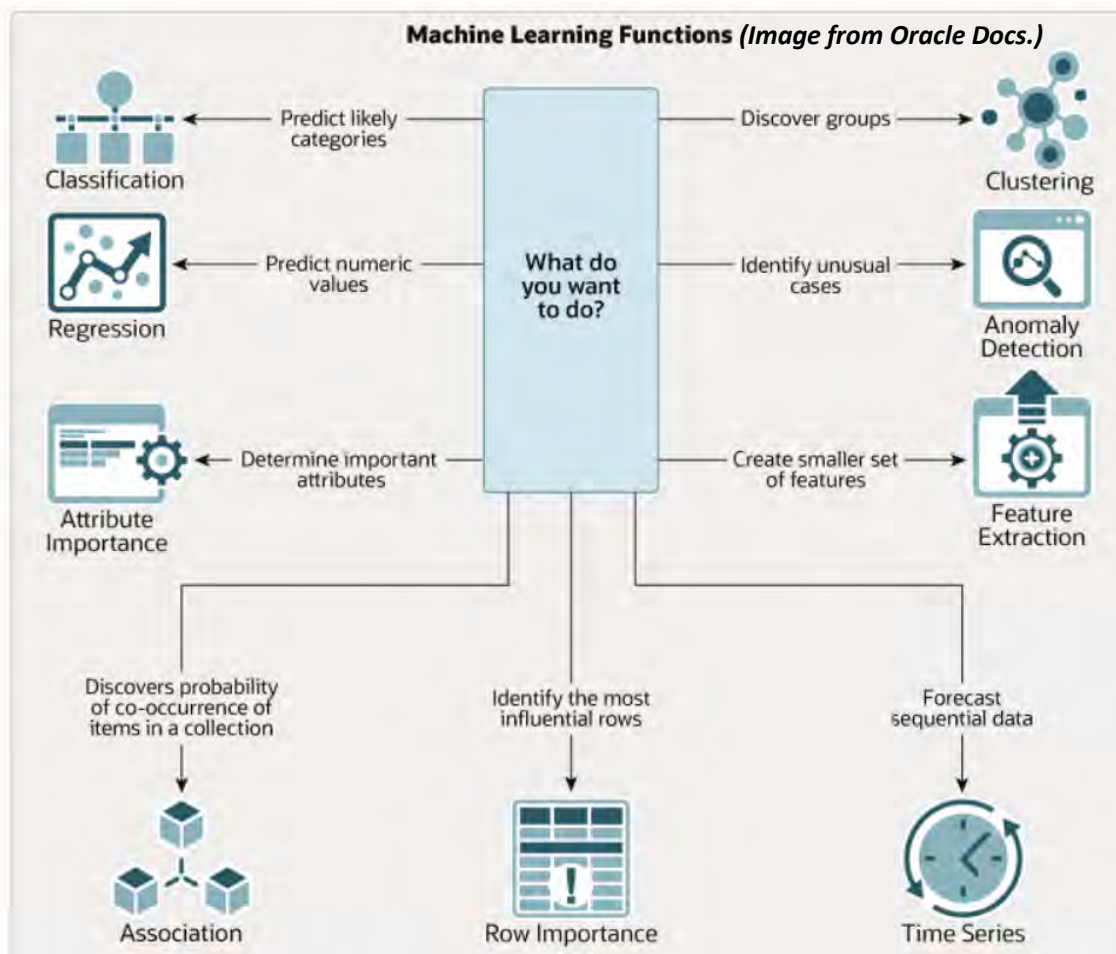 Machine Learning Functions (Image from Oracle Docs.)
Predict likely
categories
Classification
Discover groups
Clustering
What do
you want
to do?
Predict numeric
values
Regression
Identify unusual
cases
Anomaly
Detection
Determine important
attributes
Attribute
Importance
Create smaller set
of features
Feature
Extraction
Discovers probability
of co-occurrence of
items in a collection
Association
Identify the most
influential rows
!
Row Importance
Forecast
sequential data
Time Series